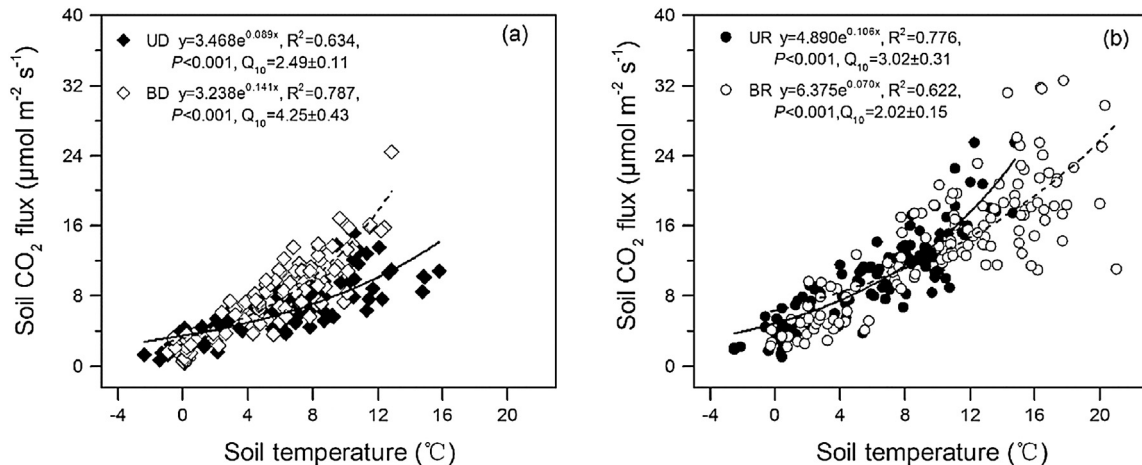 (a)
UD y=3.468e^0.089x, R²=0.634,
P<0.001, Q₁₀=2.49±0.11
BD y=3.238e^0.141x, R²=0.787,
P<0.001, Q₁₀=4.25±0.43
Soil CO₂ flux (µmol m⁻² s⁻¹)
40
32
24
16
8
0
-4 0 4 8 12 16 20
Soil temperature (℃)
(b)
UR y=4.890e^0.106x, R²=0.776,
P<0.001, Q₁₀=3.02±0.31
BR y=6.375e^0.070x, R²=0.622,
P<0.001, Q₁₀=2.02±0.15
Soil CO₂ flux (µmol m⁻² s⁻¹)
40
32
24
16
8
0
-4 0 4 8 12 16 20
Soil temperature (℃)